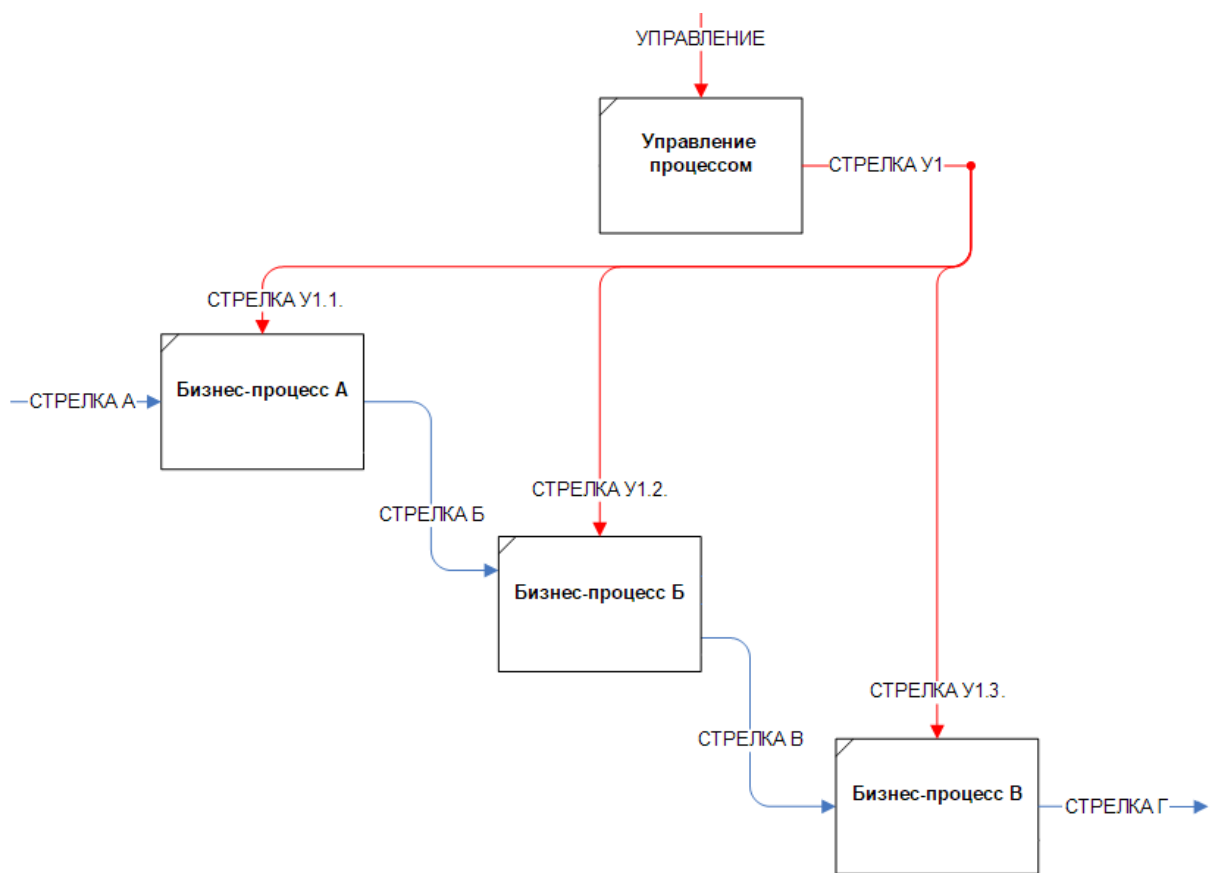 УПРАВЛЕНИЕ
Управление
процессом
СТРЕЛКА У1
СТРЕЛКА У1.1.
Бизнес-процесс А
СТРЕЛКА А
СТРЕЛКА У1.2.
СТРЕЛКА Б
Бизнес-процесс Б
СТРЕЛКА У1.3.
СТРЕЛКА В
Бизнес-процесс В
СТРЕЛКА Г